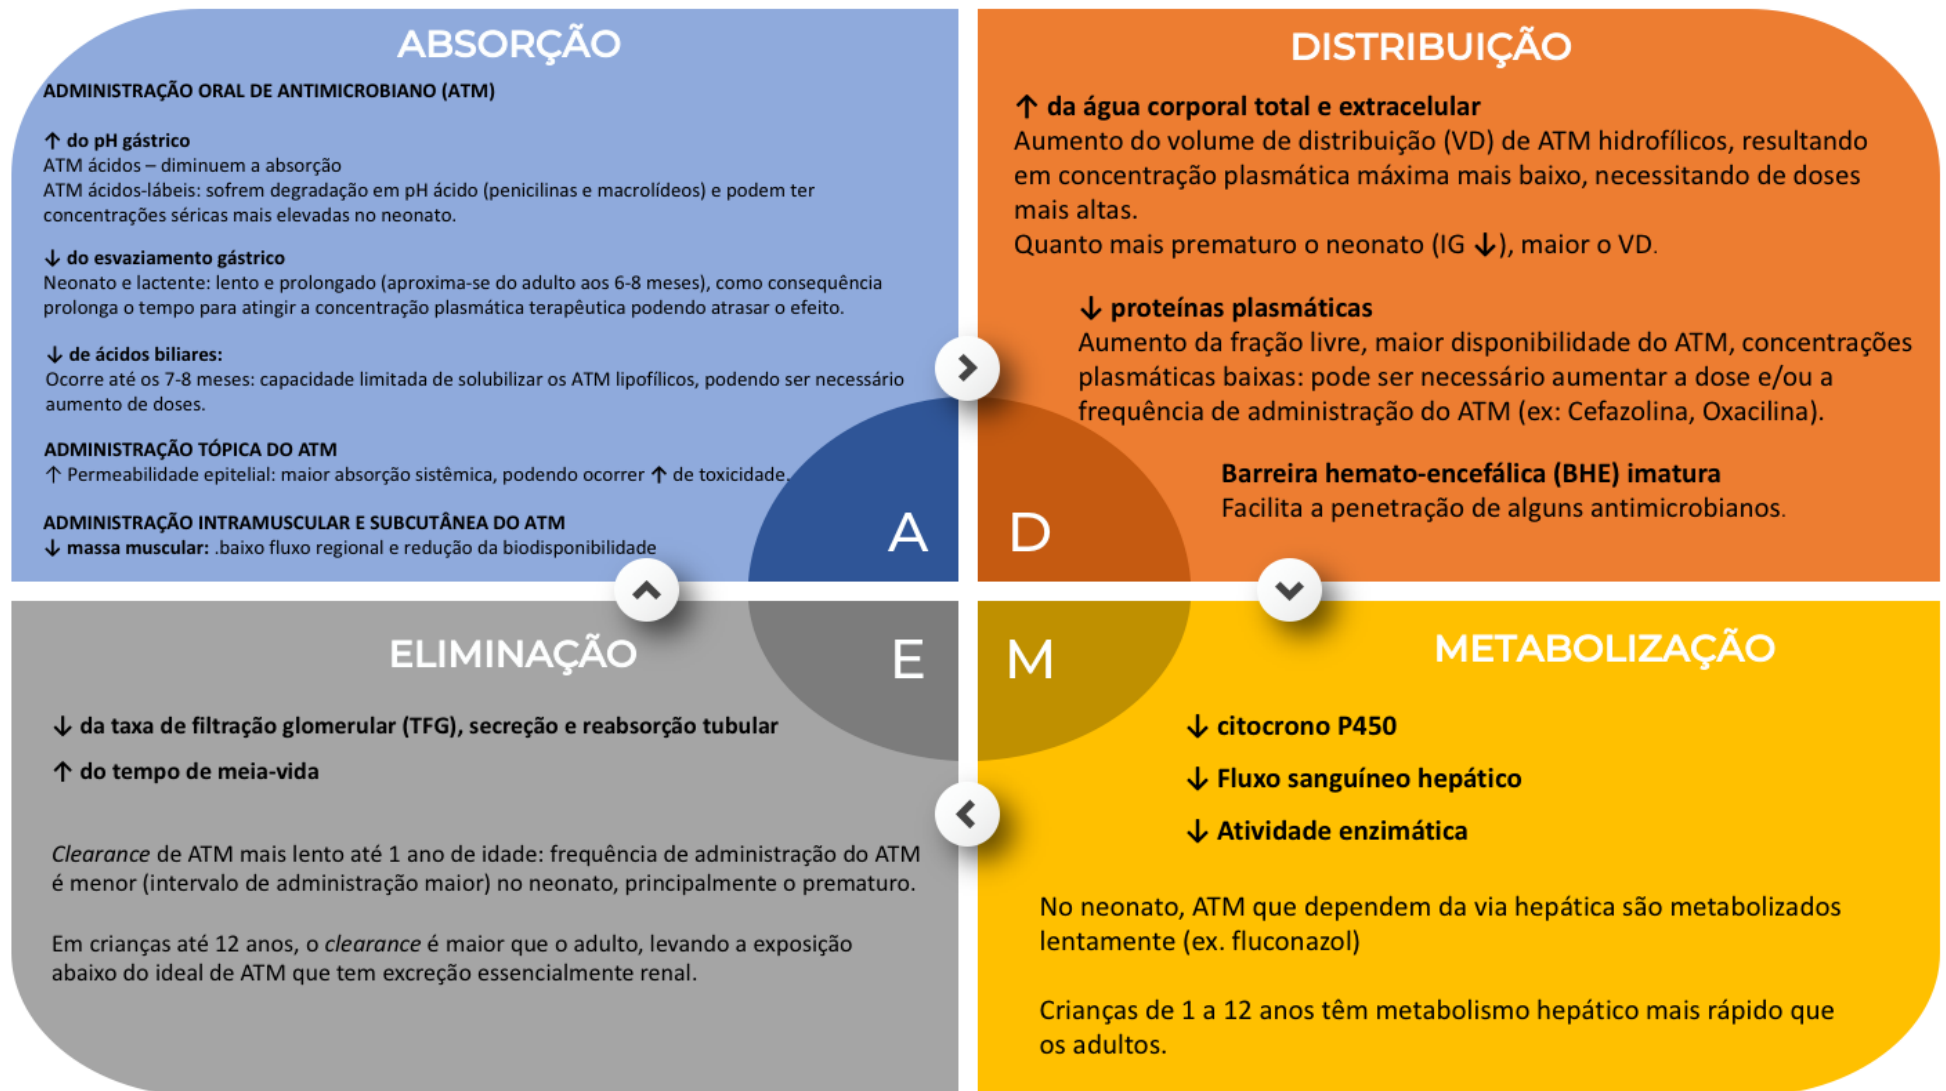 ABSORÇÃO
ADMINISTRAÇÃO ORAL DE ANTIMICROBIANO (ATM)
↑ do pH gástrico
ATM ácidos – diminuem a absorção
ATM ácidos-lábeis: sofrem degradação em pH ácido (penicilinas e macrolídeos) e podem ter
concentrações séricas mais elevadas no neonato.
↓ do esvaziamento gástrico
Neonato e lactente: lento e prolongado (aproxima-se do adulto aos 6-8 meses), como consequência
prolonga o tempo para atingir a concentração plasmática terapêutica podendo atrasar o efeito.
↓ de ácidos biliares:
Ocorre até os 7-8 meses: capacidade limitada de solubilizar os ATM lipofílicos, podendo ser necessário
aumento de doses.
ADMINISTRAÇÃO TÓPICA DO ATM
↑ Permeabilidade epitelial: maior absorção sistêmica, podendo ocorrer ↑ de toxicidade.
ADMINISTRAÇÃO INTRAMUSCULAR E SUBCUTÂNEA DO ATM
↓ massa muscular: .baixo fluxo regional e redução da biodisponibilidade
A
DISTRIBUIÇÃO
↑ da água corporal total e extracelular
Aumento do volume de distribuição (VD) de ATM hidrofílicos, resultando
em concentração plasmática máxima mais baixo, necessitando de doses
mais altas.
Quanto mais prematuro o neonato (IG ↓), maior o VD.
↓ proteínas plasmáticas
Aumento da fração livre, maior disponibilidade do ATM, concentrações
plasmáticas baixas: pode ser necessário aumentar a dose e/ou a
frequência de administração do ATM (ex: Cefazolina, Oxacilina).
Barreira hemato-encefálica (BHE) imatura
Facilita a penetração de alguns antimicrobianos.
D
ELIMINAÇÃO
E
↓ da taxa de filtração glomerular (TFG), secreção e reabsorção tubular
↑ do tempo de meia-vida
Clearance de ATM mais lento até 1 ano de idade: frequência de administração do ATM
é menor (intervalo de administração maior) no neonato, principalmente o prematuro.
Em crianças até 12 anos, o clearance é maior que o adulto, levando a exposição
abaixo do ideal de ATM que tem excreção essencialmente renal.
METABOLIZAÇÃO
M
↓ citocrono P450
↓ Fluxo sanguíneo hepático
↓ Atividade enzimática
No neonato, ATM que dependem da via hepática são metabolizados
lentamente (ex. fluconazol)
Crianças de 1 a 12 anos têm metabolismo hepático mais rápido que
os adultos.